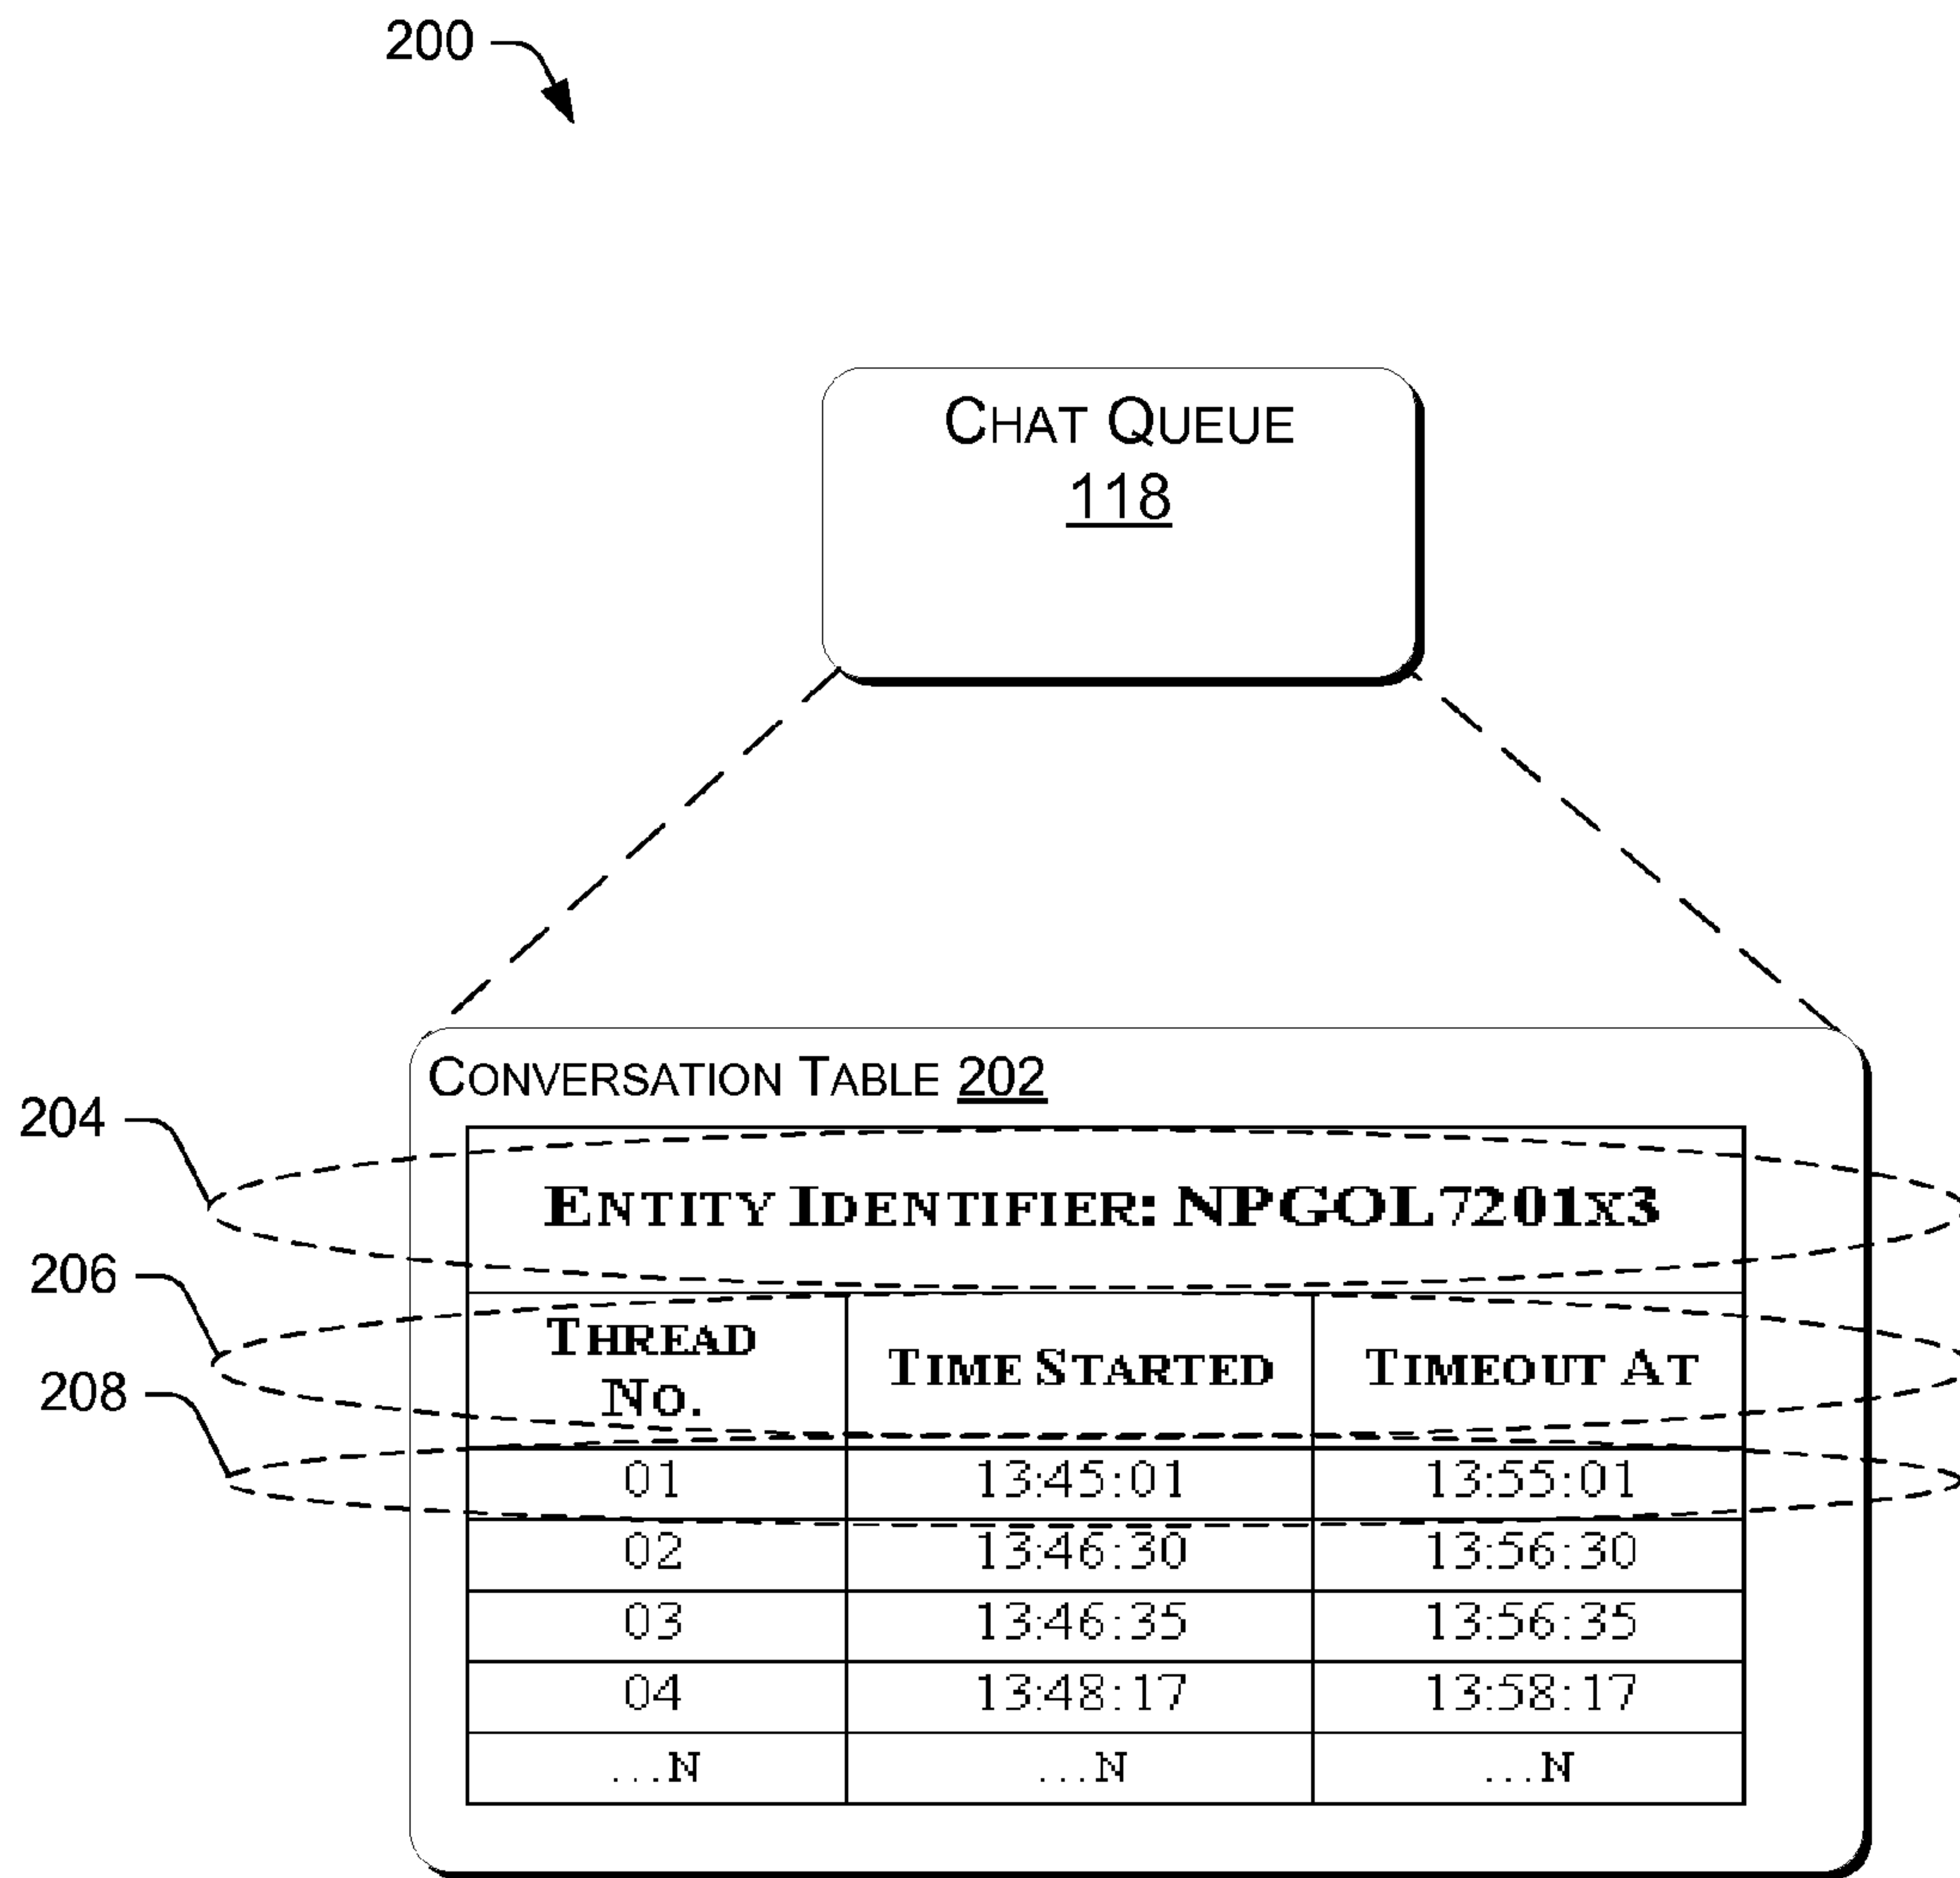 200
CHAT QUEUE
118
CONVERSATION TABLE 202
204
ENTITY IDENTIFIER: NPGOL7201X3
206
THREAD NO. TIME STARTED TIMEOUT AT
208
01 13:45:01 13:55:01
02 13:46:30 13:56:30
03 13:46:35 13:56:35
04 13:48:17 13:58:17
...N ...N ...N